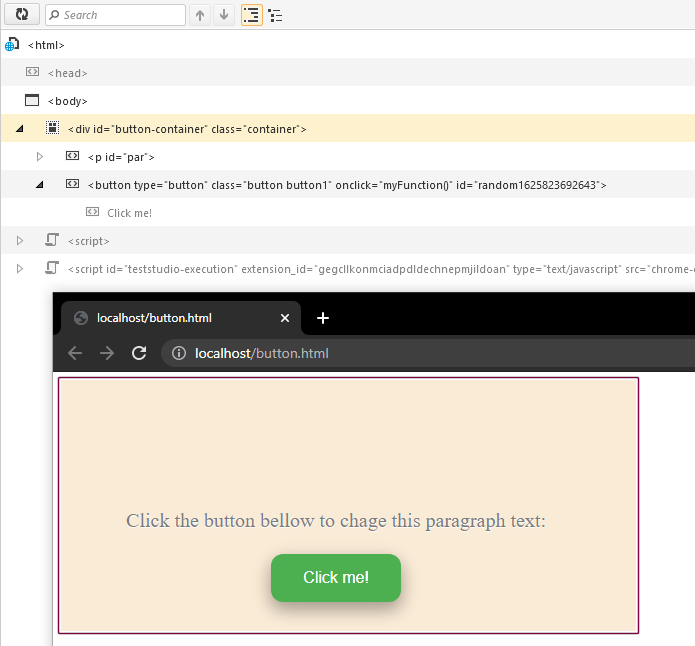 Search
<html>
<head>
<body>
<div id="button-container" class="container">
<p id="par">
<button type="button" class="button button1" onclick="myFunction()" id="random1625823692643">
Click me!
<script>
<script id="teststudio-execution" extension_id="gegcllkonmciadpdldechnepmjildoan" type="text/javascript" src="chrome-
localhost/button.html
localhost/button.html
Click the button bellow to chage this paragraph text:
Click me!